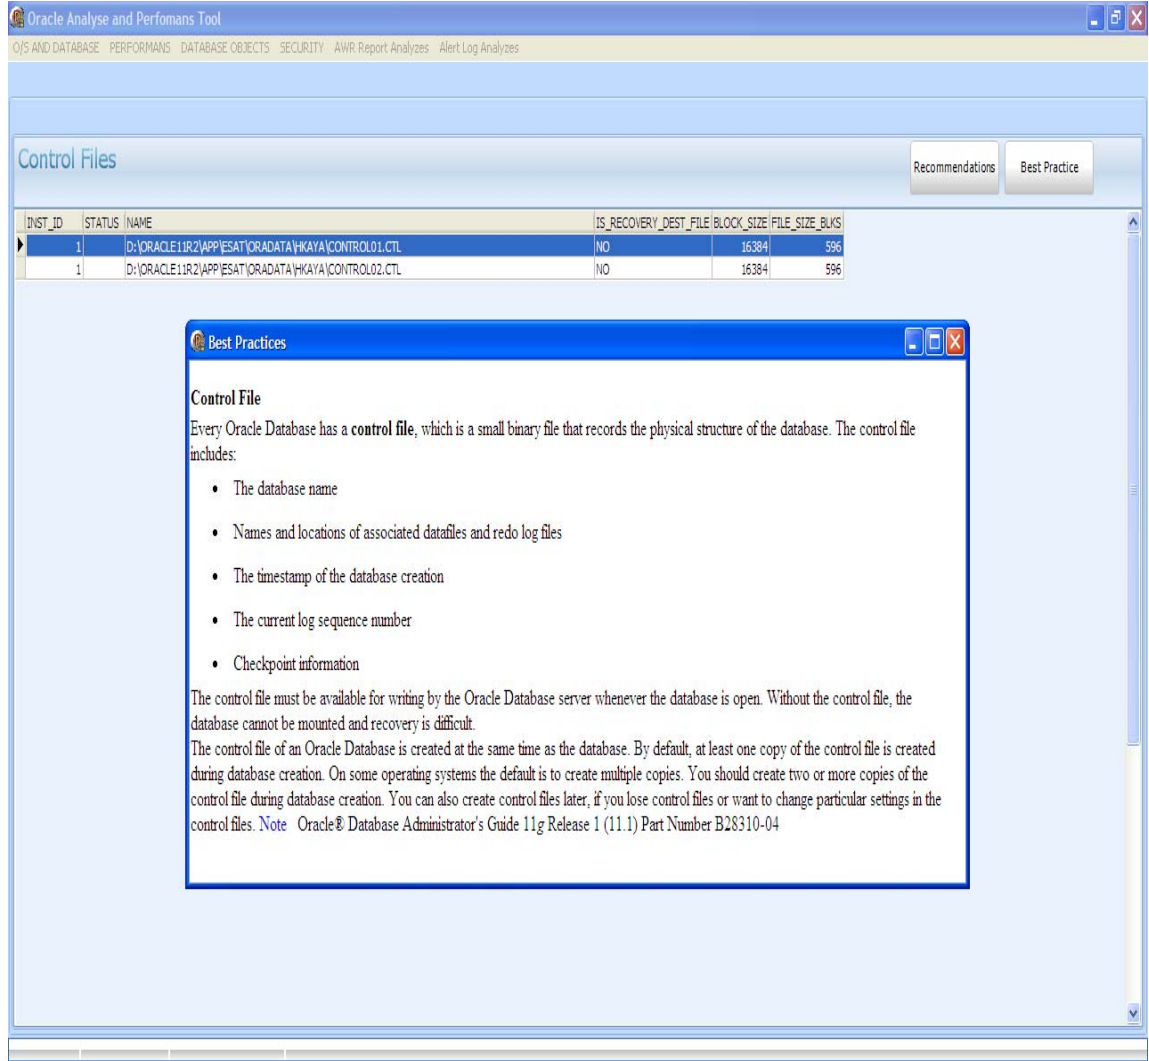 Oracle Analyse and Perfomans Tool
O/S AND DATABASE PERFORMANS DATABASE OBJECTS SECURITY AWR Report Analyzes Alert Log Analyzes
Control Files
Recommendations Best Practice
INST_ID STATUS NAME IS_RECOVERY_DEST_FILE BLOCK_SIZE FILE_SIZE_BLKS
1 D:\ORACLE11R2\APP\ESAT\ORADATA\HKAYA\CONTROL01.CTL NO 16384 596
1 D:\ORACLE11R2\APP\ESAT\ORADATA\HKAYA\CONTROL02.CTL NO 16384 596
Best Practices
Control File
Every Oracle Database has a control file, which is a small binary file that records the physical structure of the database. The control file
includes:
• The database name
• Names and locations of associated datafiles and redo log files
• The timestamp of the database creation
• The current log sequence number
• Checkpoint information
The control file must be available for writing by the Oracle Database server whenever the database is open. Without the control file, the
database cannot be mounted and recovery is difficult.
The control file of an Oracle Database is created at the same time as the database. By default, at least one copy of the control file is created
during database creation. On some operating systems the default is to create multiple copies. You should create two or more copies of the
control file during database creation. You can also create control files later, if you lose control files or want to change particular settings in the
control files. Note Oracle® Database Administrator's Guide 11g Release 1 (11.1) Part Number B28310-04